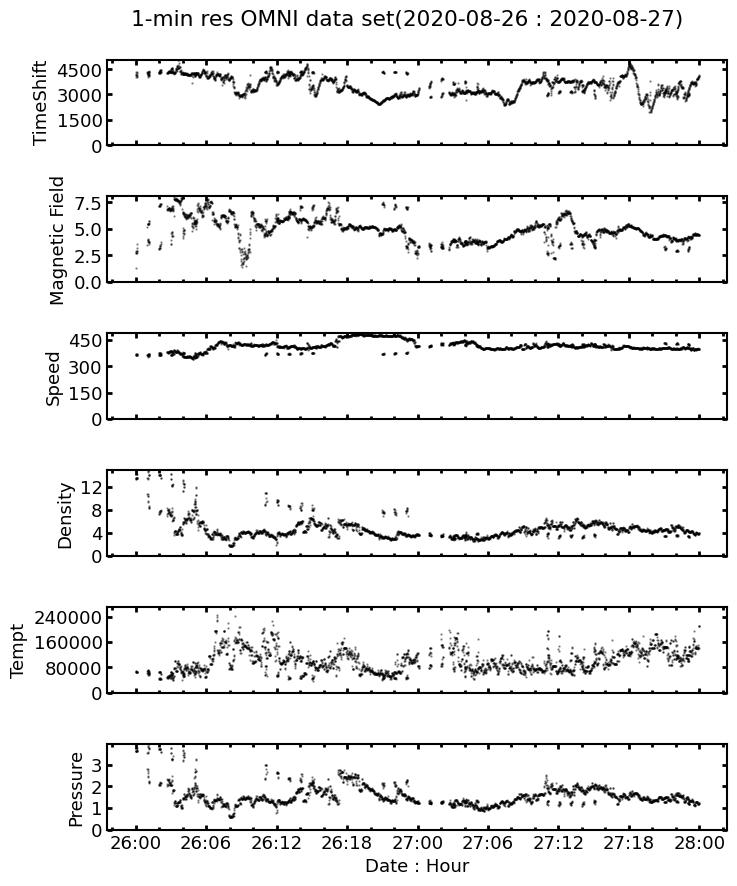 1-min res OMNI data set(2020-08-26 : 2020-08-27)
TimeShift
4500
3000
1500
0
Magnetic Field
7.5
5.0
2.5
0.0
Speed
450
300
150
0
Density
12
8
4
0
Tempt
240000
160000
80000
0
Pressure
3
2
1
0
26:00 26:06 26:12 26:18 27:00 27:06 27:12 27:18 28:00
Date : Hour